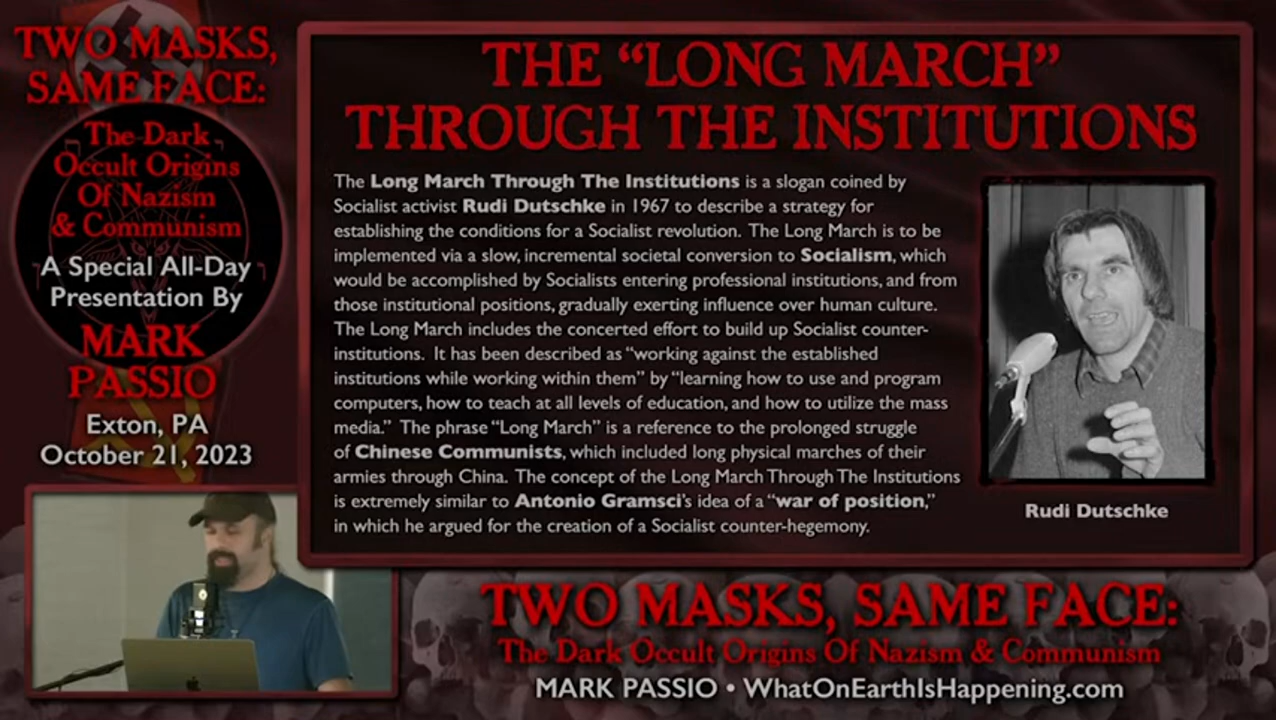 TWO MASKS,
SAME FACE:
The Dark
Occult Origins
Of Nazism
& Communism
A Special All-Day
Presentation By
MARK
PASSIO
Exton, PA
October 21, 2023
THE “LONG MARCH”
THROUGH THE INSTITUTIONS
The Long March Through The Institutions is a slogan coined by
Socialist activist Rudi Dutschke in 1967 to describe a strategy for
establishing the conditions for a Socialist revolution. The Long March is to be
implemented via a slow, incremental societal conversion to Socialism, which
would be accomplished by Socialists entering professional institutions, and from
those institutional positions, gradually exerting influence over human culture.
The Long March includes the concerted effort to build up Socialist counter-
institutions. It has been described as “working against the established
institutions while working within them” by “learning how to use and program
computers, how to teach at all levels of education, and how to utilize the mass
media.” The phrase “Long March” is a reference to the prolonged struggle
of Chinese Communists, which included long physical marches of their
armies through China. The concept of the Long March Through The Institutions
is extremely similar to Antonio Gramsci’s idea of a “war of position,”
in which he argued for the creation of a Socialist counter-hegemony.
Rudi Dutschke
TWO MASKS, SAME FACE:
The Dark Occult Origins Of Nazism & Communism
MARK PASSIO • WhatOnEarthIsHappening.com